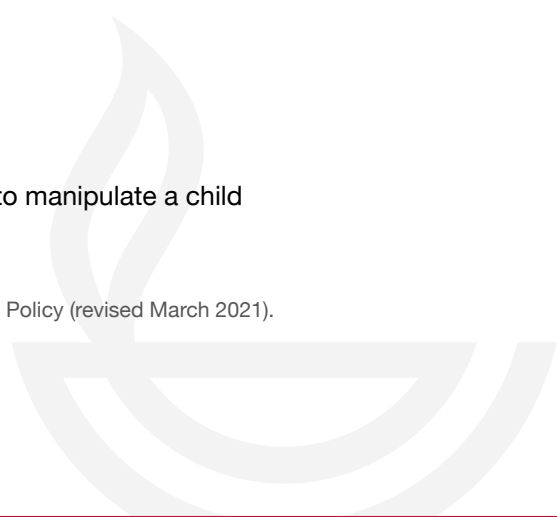 to manipulate a child
Policy (revised March 2021).